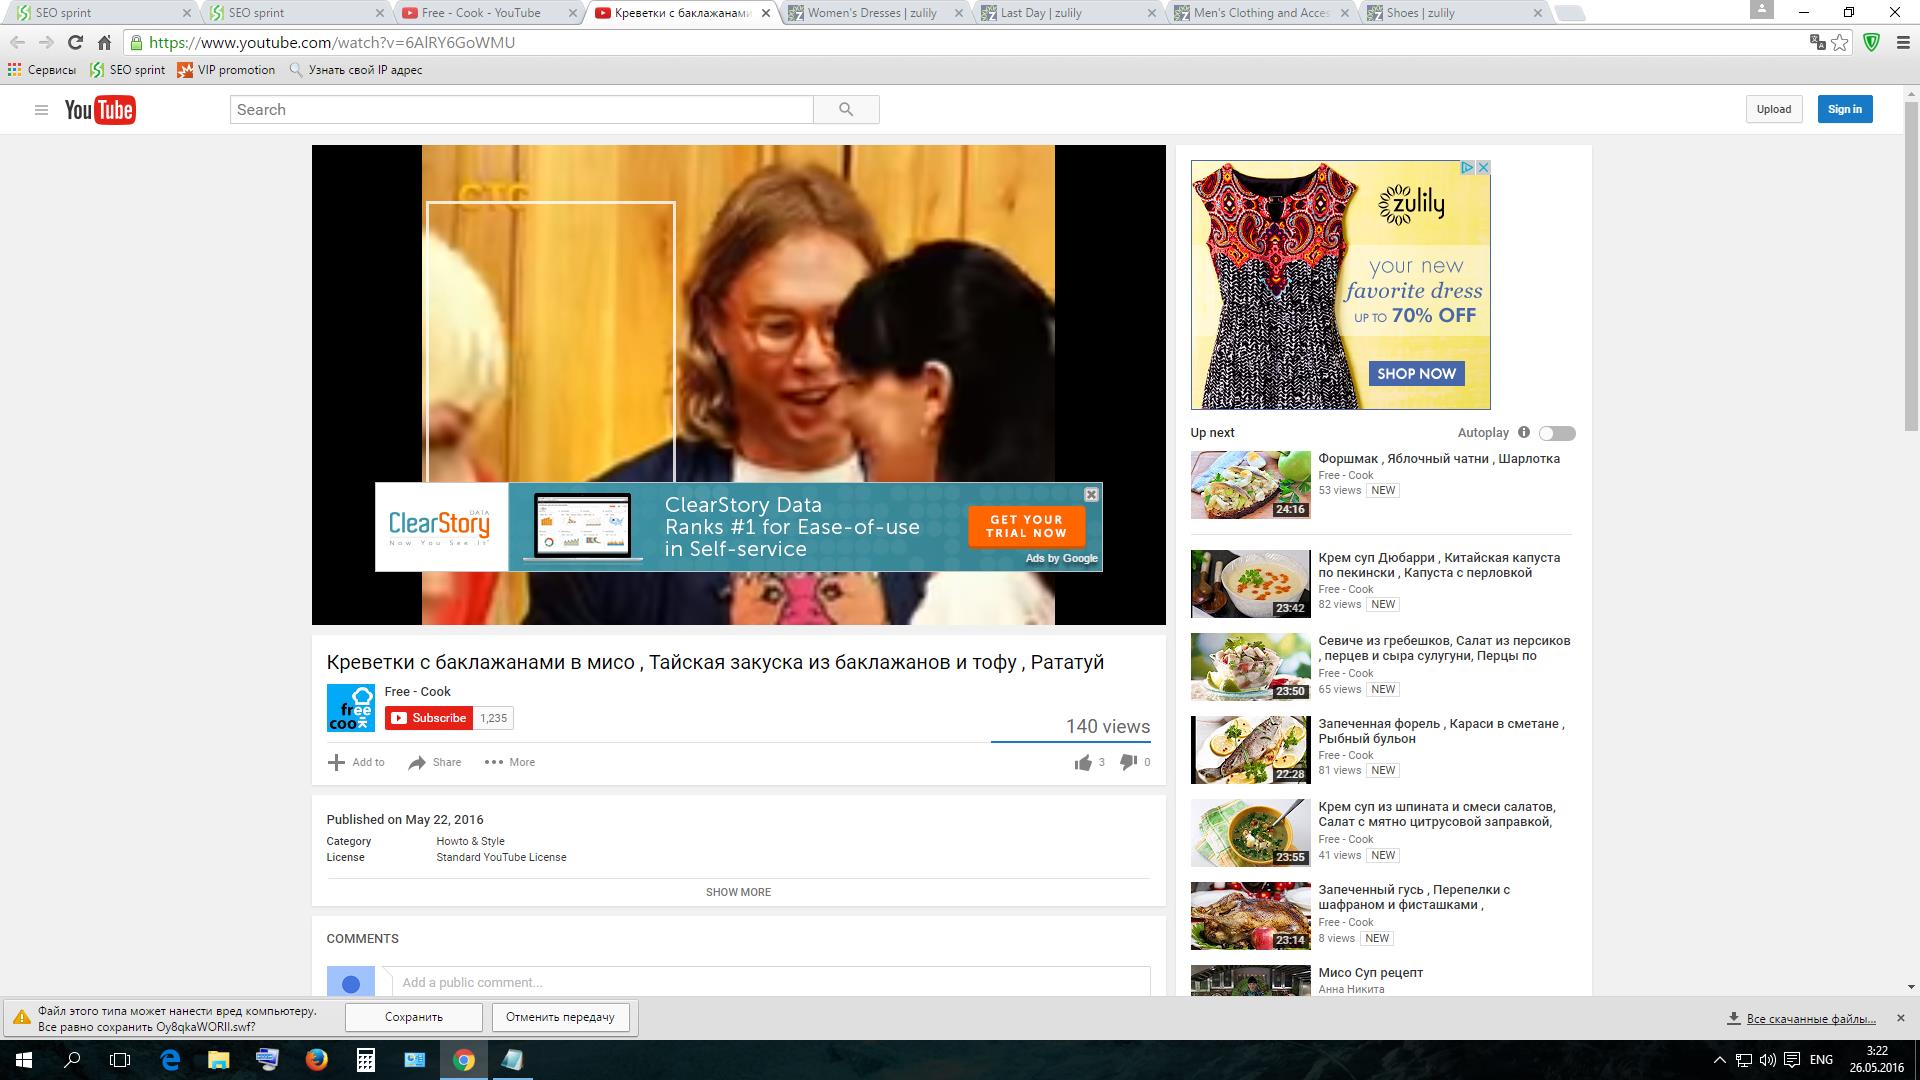 SEO sprint
SEO sprint
Free - Cook - YouTube
Креветки с баклажанами
Women's Dresses | zulily
Last Day | zulily
Men's Clothing and Acces
Shoes | zulily
https://www.youtube.com/watch?v=6AlRY6GoWMU
Сервисы
SEO sprint
VIP promotion
Узнать свой IP адрес
YouTube
Search
Upload
Sign in
СТС
ClearStory
DATA
Now You See It
ClearStory Data
Ranks #1 for Ease-of-use
in Self-service
GET YOUR
TRIAL NOW
Ads by Google
zulily
your new
favorite dress
UP TO 70% OFF
SHOP NOW
Креветки с баклажанами в мисо , Тайская закуска из баклажанов и тофу , Рататуй
free
cook
Free - Cook
Subscribe
1,235
140 views
Add to
Share
More
3
0
Published on May 22, 2016
Category Howto & Style
License Standard YouTube License
SHOW MORE
COMMENTS
Add a public comment...
Up next
Autoplay
Форшмак , Яблочный чатни , Шарлотка
Free - Cook
53 views NEW
24:16
Крем суп Дюбарри , Китайская капуста
по пекински , Капуста с перловкой
Free - Cook
82 views NEW
23:42
Севиче из гребешков, Салат из персиков
, перцев и сыра сулугуни, Перцы по
Free - Cook
65 views NEW
23:50
Запеченная форель , Караси в сметане ,
Рыбный бульон
Free - Cook
81 views NEW
22:28
Крем суп из шпината и смеси салатов,
Салат с мятно цитрусовой заправкой,
Free - Cook
41 views NEW
23:55
Запеченный гусь , Перепелки с
шафраном и фисташками ,
Free - Cook
8 views NEW
23:14
Мисо Суп рецепт
Анна Никита
Файл этого типа может нанести вред компьютеру.
Все равно сохранить Oy8qkaWORII.swf?
Сохранить
Отменить передачу
Все скачанные файлы...
ENG
3:22
26.05.2016